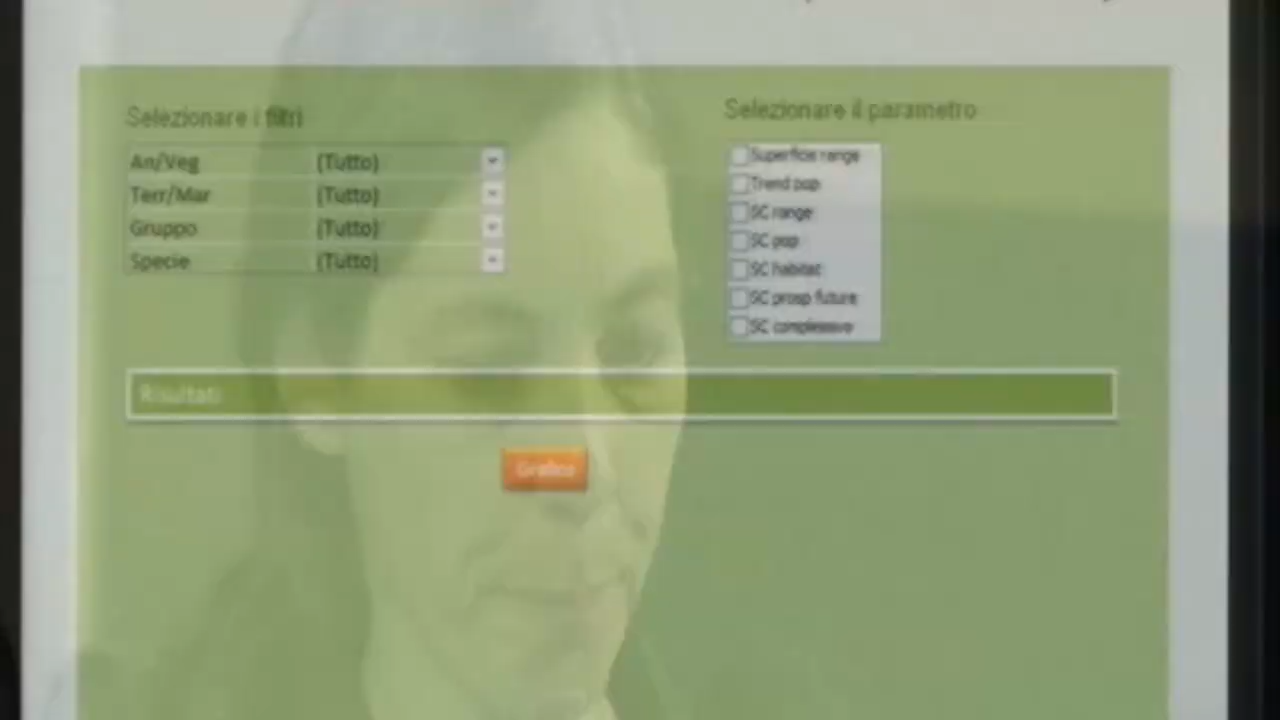 Selezionare i filtri
An/Veg (Tutto)
Terr/Mar (Tutto)
Gruppo (Tutto)
Specie (Tutto)
Selezionare il parametro
Superficie range
Trend pop
SC range
SC pop
SC habitat
SC prosp future
SC complessivo
Risultati
Grafico